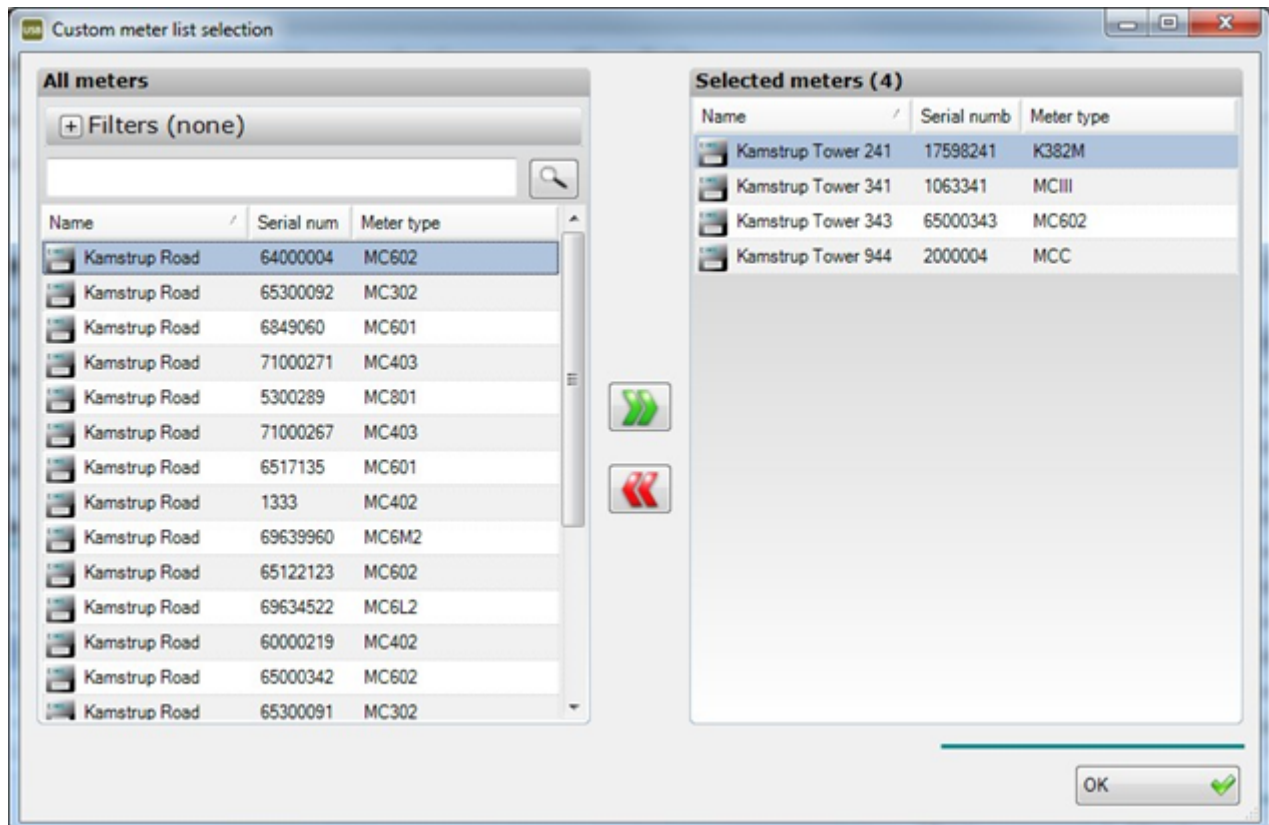 USB Custom meter list selection
All meters
Filters (none)
Name Serial num Meter type
Kamstrup Road 64000004 MC602
Kamstrup Road 65300092 MC302
Kamstrup Road 6849060 MC601
Kamstrup Road 71000271 MC403
Kamstrup Road 5300289 MC801
Kamstrup Road 71000267 MC403
Kamstrup Road 6517135 MC601
Kamstrup Road 1333 MC402
Kamstrup Road 69639960 MC6M2
Kamstrup Road 65122123 MC602
Kamstrup Road 69634522 MC6L2
Kamstrup Road 60000219 MC402
Kamstrup Road 65000342 MC602
Kamstrup Road 65300091 MC302
Selected meters (4)
Name Serial numb Meter type
Kamstrup Tower 241 17598241 K382M
Kamstrup Tower 341 1063341 MCIII
Kamstrup Tower 343 65000343 MC602
Kamstrup Tower 944 2000004 MCC
OK